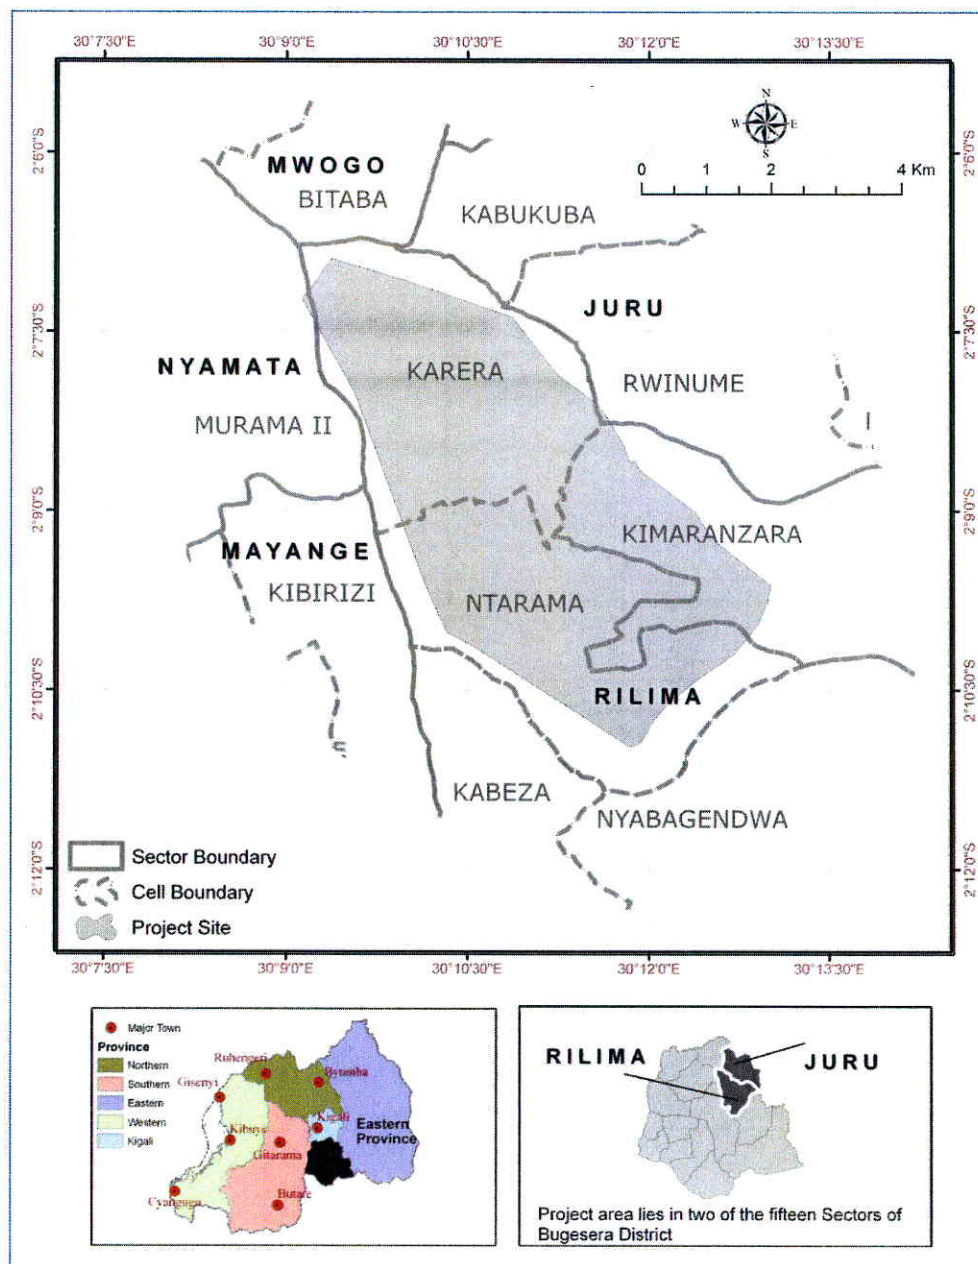 30°7'30"E 30°9'0"E 30°10'30"E 30°12'0"E 30°13'30"E
N
W E
S
0 1 2 4 Km
2°6'0"S 2°6'0"S
MWOGO
BITABA
KABUKUBA
JURU
2°7'30"S 2°7'30"S
NYAMATA
KARERA
RWINUME
MURAMA II
2°9'0"S 2°9'0"S
KIMARANZARA
MAYANGE
KIBIRIZI
NTARAMA
RILIMA
2°10'30"S 2°10'30"S
KABEZA
NYABAGENDWA
2°12'0"S 2°12'0"S
Sector Boundary
Cell Boundary
Project Site
30°7'30"E 30°9'0"E 30°10'30"E 30°12'0"E 30°13'30"E
Major Town
Province
Northern
Southern
Eastern
Western
Kigali
Ruhengeri
Byumba
Gisenyi
Kigali
Kibuye
Eastern
Province
Gitarama
Cyangugu
Butare
RILIMA
JURU
Project area lies in two of the fifteen Sectors of
Bugesera District